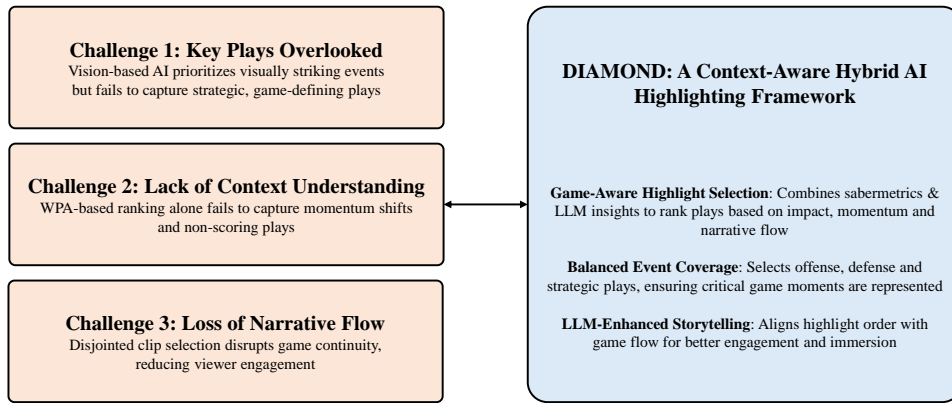 Challenge 1: Key Plays Overlooked
Vision-based AI prioritizes visually striking events
but fails to capture strategic, game-defining plays
Challenge 2: Lack of Context Understanding
WPA-based ranking alone fails to capture momentum shifts
and non-scoring plays
Challenge 3: Loss of Narrative Flow
Disjointed clip selection disrupts game continuity,
reducing viewer engagement
DIAMOND: A Context-Aware Hybrid AI
Highlighting Framework
Game-Aware Highlight Selection: Combines sabermetrics &
LLM insights to rank plays based on impact, momentum and
narrative flow
Balanced Event Coverage: Selects offense, defense and
strategic plays, ensuring critical game moments are represented
LLM-Enhanced Storytelling: Aligns highlight order with
game flow for better engagement and immersion